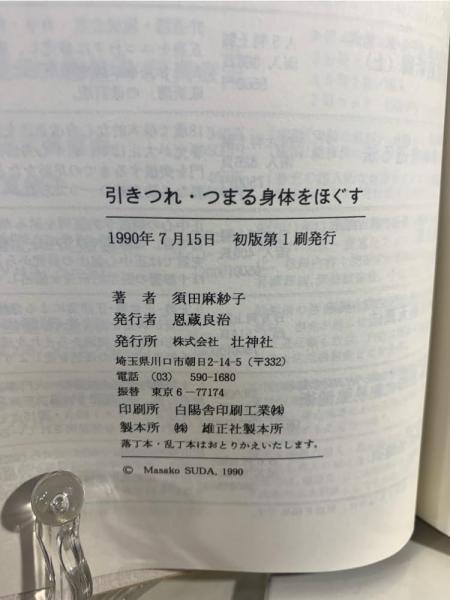 引きつれ・つまる身体をほぐす
1990年7月15日 初版第1刷発行
著者 須田麻紗子
発行者 恩蔵良治
発行所 株式会社 壮神社
埼玉県川口市朝日2-14-5(〒332)
電話 (03) 590-1680
振替 東京6-77174
印刷所 白陽舎印刷工業㈱
製本所 ㈱ 雄正社製本所
落丁本・乱丁本はおとりかえいたします。
© Masako SUDA, 1990